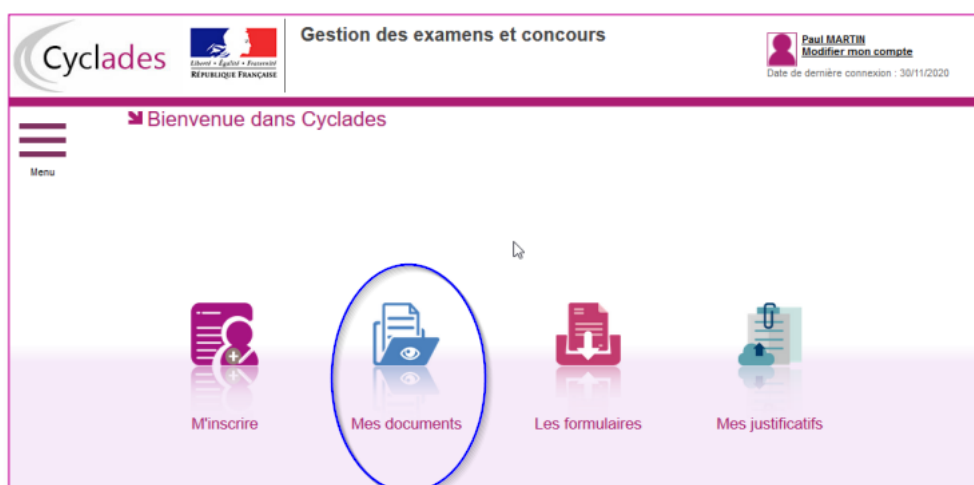 Cyclades
Liberté • Égalité • Fraternité
RÉPUBLIQUE FRANÇAISE
Gestion des examens et concours
Paul MARTIN
Modifier mon compte
Date de dernière connexion : 30/11/2020
Menu
Bienvenue dans Cyclades
M'inscrire
Mes documents
Les formulaires
Mes justificatifs